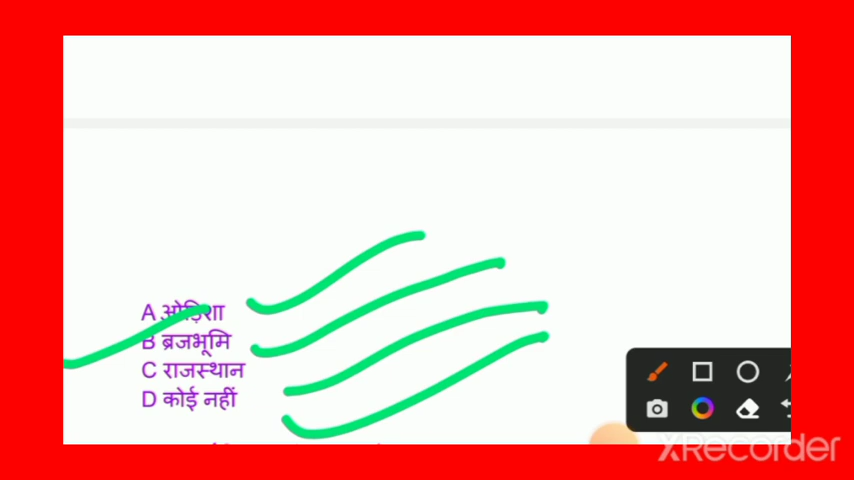 A ओड़िशा
B ब्रजभूमि
C राजस्थान
D कोई नहीं
XRecorder